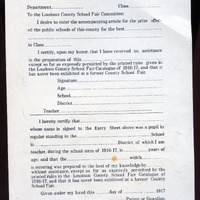 Department Class
To the Loudoun County School Fair Committee:
I desire to enter the accompanying article for the prize offer
of the public schools of this county for the best
in Class
I certify, upon my honor, that I have received no assistance
in the preparation of this
except so far as expressly permitted by the printed rules given in
the Loudoun County School Fair Catalogue of 1916-17, and that it
has never been exhibited at a former County School Fair.
Signature
Age
School
District
Teacher
I hereby certify that
whose name is signed to the Entry Sheet above was a pupil in
regular standing in the School
in District, of which I am
teacher, during the school term of 1916-17, is years of
age; and that the which
is entering was prepared to the best of my knowledge by
without assistance, except so far as expressly per-
mitted by the printed rules in the Loudoun County School Fair Catalogue of
1916-17, and that it has never been exhibited at a former County
School Fair.
Given under my hand this day of 1917
Parent or Guardian.